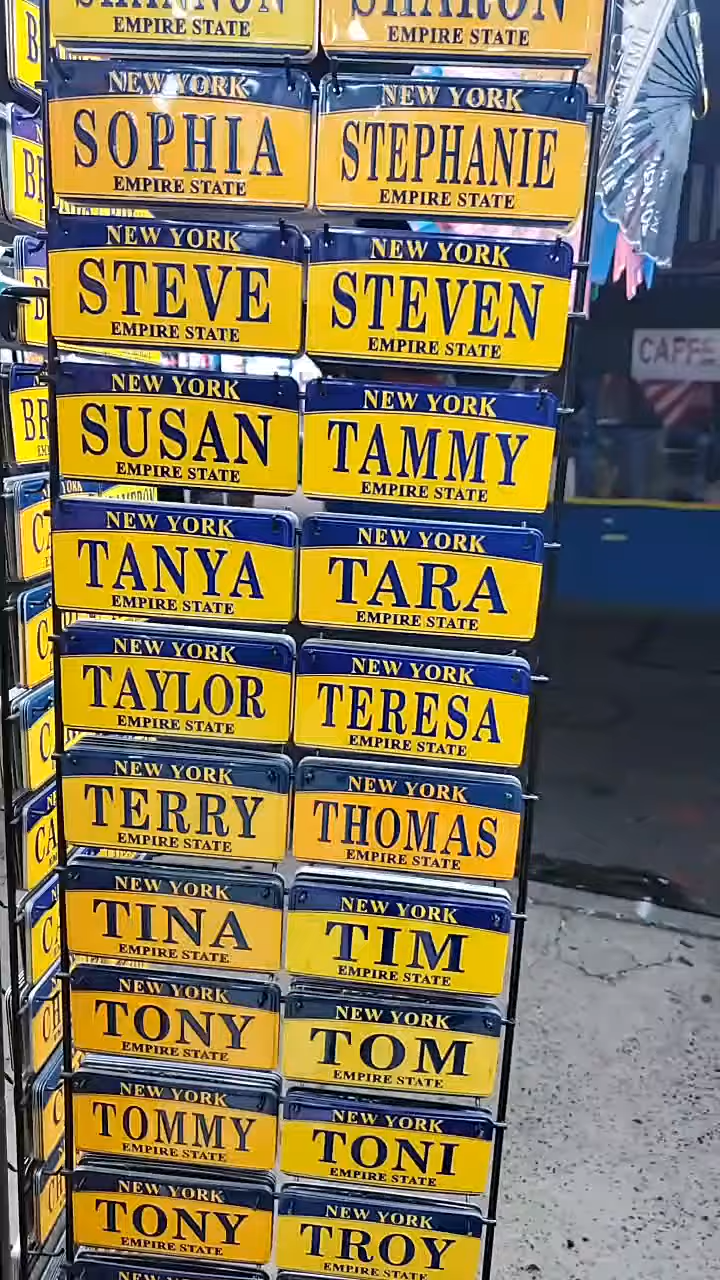 SHANNON
EMPIRE STATE
SHARON
EMPIRE STATE
NEW YORK
SOPHIA
EMPIRE STATE
NEW YORK
STEPHANIE
EMPIRE STATE
NEW YORK
STEVE
EMPIRE STATE
NEW YORK
STEVEN
EMPIRE STATE
NEW YORK
SUSAN
EMPIRE STATE
NEW YORK
TAMMY
EMPIRE STATE
NEW YORK
TANYA
EMPIRE STATE
NEW YORK
TARA
EMPIRE STATE
NEW YORK
TAYLOR
EMPIRE STATE
NEW YORK
TERESA
EMPIRE STATE
NEW YORK
TERRY
EMPIRE STATE
NEW YORK
THOMAS
EMPIRE STATE
NEW YORK
TINA
EMPIRE STATE
NEW YORK
TIM
EMPIRE STATE
NEW YORK
TONY
EMPIRE STATE
NEW YORK
TOM
EMPIRE STATE
NEW YORK
TOMMY
EMPIRE STATE
NEW YORK
TONI
EMPIRE STATE
NEW YORK
TONY
EMPIRE STATE
NEW YORK
TROY
EMPIRE STATE
NEW YORK
CAFFE